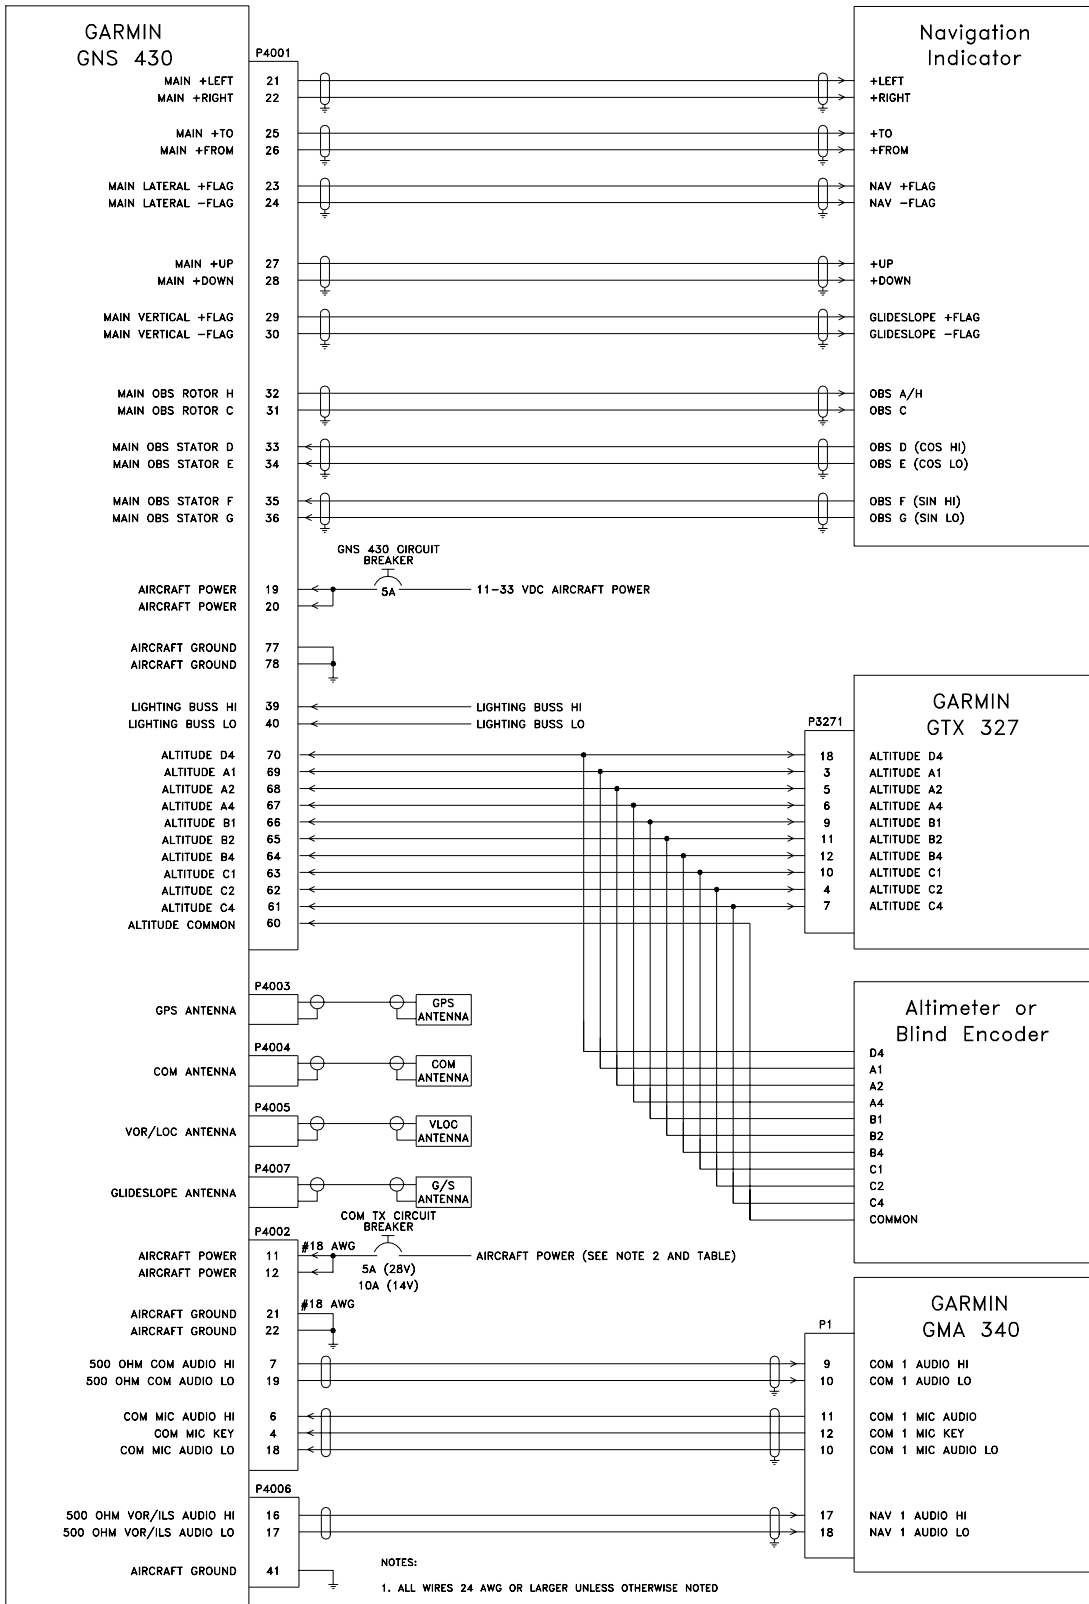 GARMIN
GNS 430
P4001
MAIN +LEFT 21 +LEFT
MAIN +RIGHT 22 +RIGHT
MAIN +TO 25 +TO
MAIN +FROM 26 +FROM
MAIN LATERAL +FLAG 23 NAV +FLAG
MAIN LATERAL -FLAG 24 NAV -FLAG
MAIN +UP 27 +UP
MAIN +DOWN 28 +DOWN
MAIN VERTICAL +FLAG 29 GLIDESLOPE +FLAG
MAIN VERTICAL -FLAG 30 GLIDESLOPE -FLAG
MAIN OBS ROTOR H 32 OBS A/H
MAIN OBS ROTOR C 31 OBS C
MAIN OBS STATOR D 33 OBS D (COS HI)
MAIN OBS STATOR E 34 OBS E (COS LO)
MAIN OBS STATOR F 35 OBS F (SIN HI)
MAIN OBS STATOR G 36 OBS G (SIN LO)
Navigation
Indicator
GNS 430 CIRCUIT
BREAKER
AIRCRAFT POWER 19 5A 11-33 VDC AIRCRAFT POWER
AIRCRAFT POWER 20
AIRCRAFT GROUND 77
AIRCRAFT GROUND 78
LIGHTING BUSS HI 39 LIGHTING BUSS HI
LIGHTING BUSS LO 40 LIGHTING BUSS LO
GARMIN
GTX 327
P3271
ALTITUDE D4 70 18 ALTITUDE D4
ALTITUDE A1 69 3 ALTITUDE A1
ALTITUDE A2 68 5 ALTITUDE A2
ALTITUDE A4 67 6 ALTITUDE A4
ALTITUDE B1 66 9 ALTITUDE B1
ALTITUDE B2 65 11 ALTITUDE B2
ALTITUDE B4 64 12 ALTITUDE B4
ALTITUDE C1 63 10 ALTITUDE C1
ALTITUDE C2 62 4 ALTITUDE C2
ALTITUDE C4 61 7 ALTITUDE C4
ALTITUDE COMMON 60
P4003
GPS ANTENNA
GPS
ANTENNA
P4004
COM ANTENNA
COM
ANTENNA
P4005
VOR/LOC ANTENNA
VLOC
ANTENNA
P4007
GLIDESLOPE ANTENNA
G/S
ANTENNA
Altimeter or
Blind Encoder
D4
A1
A2
A4
B1
B2
B4
C1
C2
C4
COMMON
COM TX CIRCUIT
BREAKER
P4002
#18 AWG
AIRCRAFT POWER 11 AIRCRAFT POWER (SEE NOTE 2 AND TABLE)
AIRCRAFT POWER 12
5A (28V)
10A (14V)
#18 AWG
AIRCRAFT GROUND 21
AIRCRAFT GROUND 22
GARMIN
GMA 340
P1
500 OHM COM AUDIO HI 7 9 COM 1 AUDIO HI
500 OHM COM AUDIO LO 19 10 COM 1 AUDIO LO
COM MIC AUDIO HI 6 11 COM 1 MIC AUDIO
COM MIC KEY 4 12 COM 1 MIC KEY
COM MIC AUDIO LO 18 10 COM 1 MIC AUDIO LO
P4006
500 OHM VOR/ILS AUDIO HI 16 17 NAV 1 AUDIO HI
500 OHM VOR/ILS AUDIO LO 17 18 NAV 1 AUDIO LO
AIRCRAFT GROUND 41
NOTES:
1. ALL WIRES 24 AWG OR LARGER UNLESS OTHERWISE NOTED